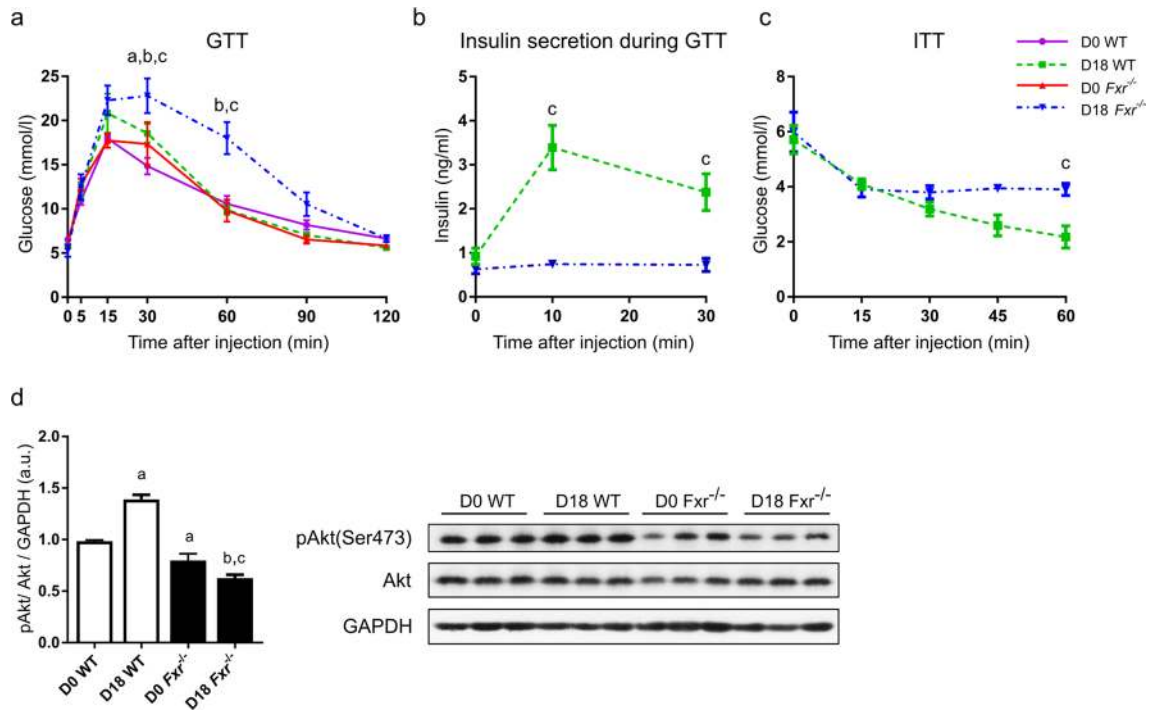 a
GTT
a,b,c
b,c
25
20
15
10
5
0
Glucose (mmol/l)
0 5 15 30 60 90 120
Time after injection (min)
b
Insulin secretion during GTT
c
c
5
4
3
2
1
0
Insulin (ng/ml)
0 10 20 30
Time after injection (min)
c
ITT
c
8
6
4
2
0
Glucose (mmol/l)
0 15 30 45 60
Time after injection (min)
D0 WT
D18 WT
D0 Fxr-/-
D18 Fxr-/-
d
2.0
1.5
1.0
0.5
0.0
pAkt/ Akt / GAPDH (a.u.)
a
a
b,c
D0 WT
D18 WT
D0 Fxr-/-
D18 Fxr-/-
D0 WT D18 WT D0 Fxr-/- D18 Fxr-/-
pAkt(Ser473)
Akt
GAPDH